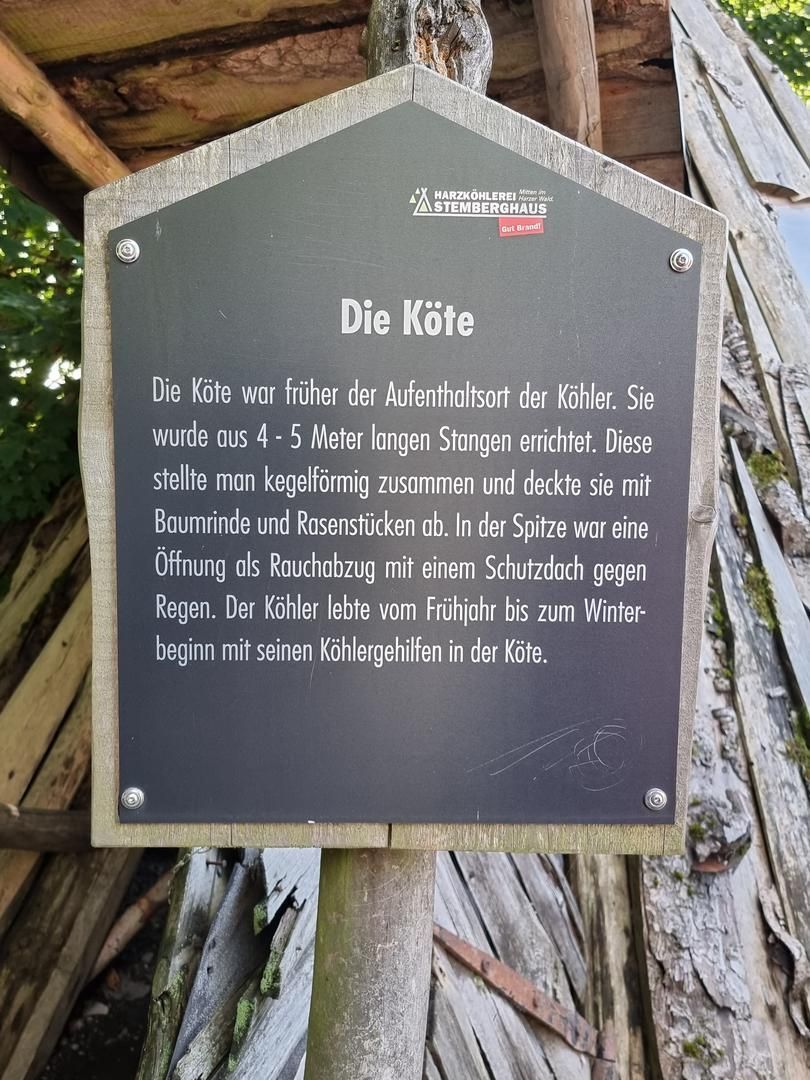 HARZKÖHLEREI
STEMBERGHAUS
Mitten im
Harzer Wald.
Gut Brand!
Die Köte
Die Köte war früher der Aufenthaltsort der Köhler. Sie
wurde aus 4 - 5 Meter langen Stangen errichtet. Diese
stellte man kegelförmig zusammen und deckte sie mit
Baumrinde und Rasenstücken ab. In der Spitze war eine
Öffnung als Rauchabzug mit einem Schutzdach gegen
Regen. Der Köhler lebte vom Frühjahr bis zum Winter-
beginn mit seinen Köhlergehilfen in der Köte.